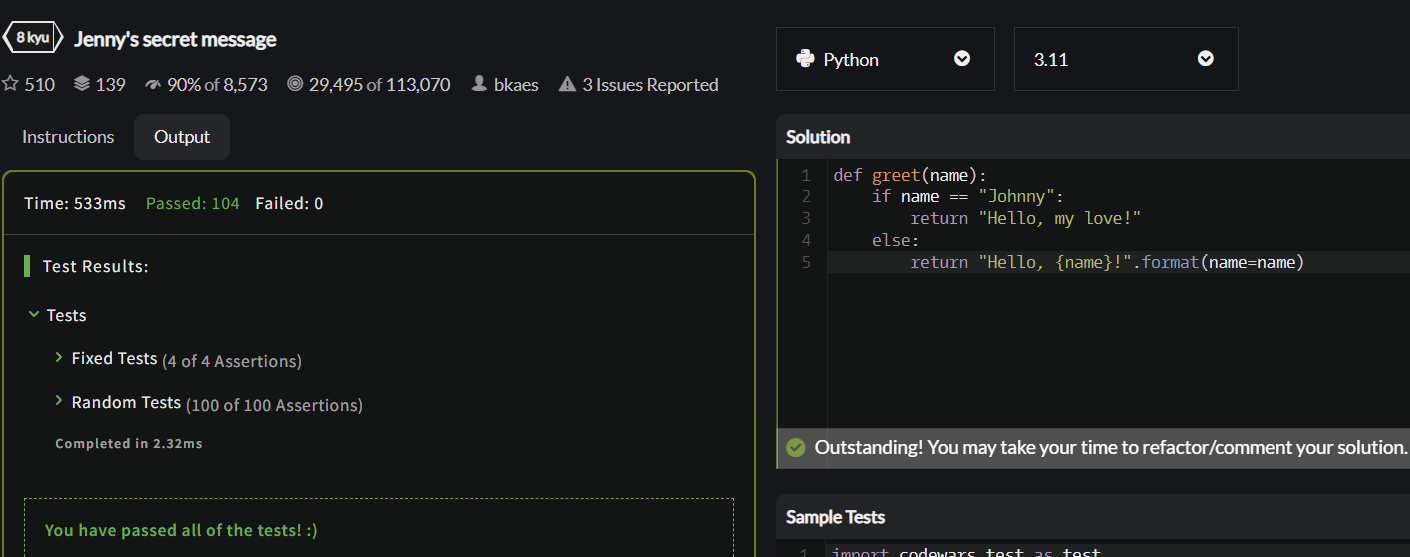 8 kyu Jenny's secret message
510 139 90% of 8,573 29,495 of 113,070 bkaes 3 Issues Reported
Instructions Output
Time: 533ms Passed: 104 Failed: 0
Test Results:
Tests
Fixed Tests (4 of 4 Assertions)
Random Tests (100 of 100 Assertions)
Completed in 2.32ms
You have passed all of the tests! :)
Python 3.11
Solution
1 def greet(name):
2     if name == "Johnny":
3         return "Hello, my love!"
4     else:
5         return "Hello, {name}!".format(name=name)
Outstanding! You may take your time to refactor/comment your solution.
Sample Tests
1 import codewars_test as test